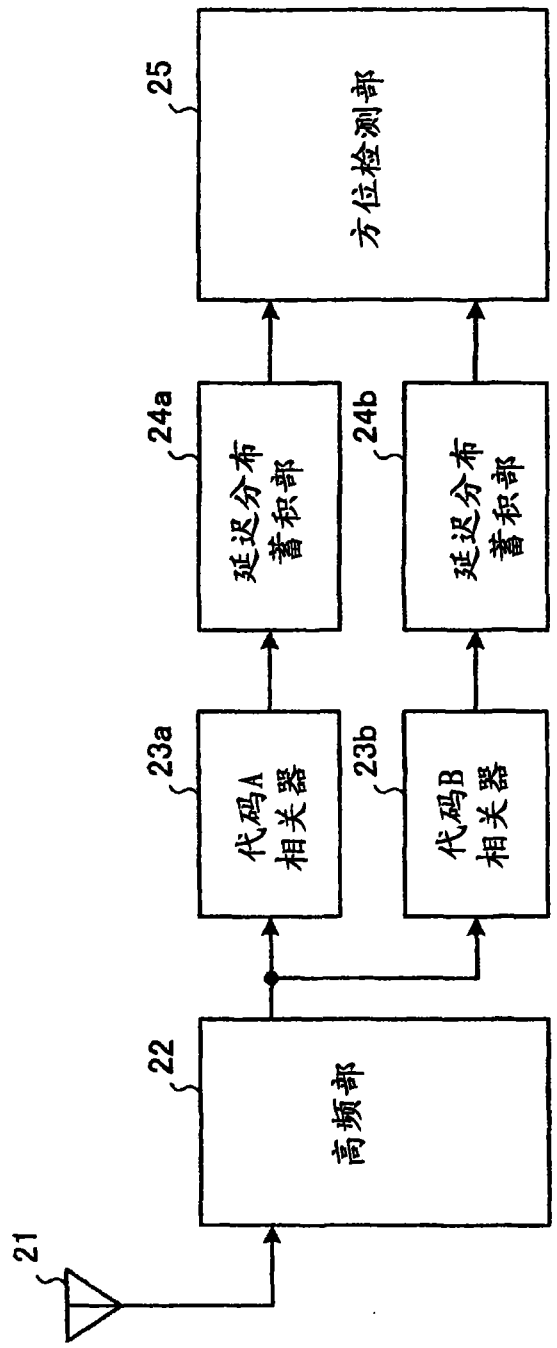 21
22
高频部
23a
代码A
相关器
23b
代码B
相关器
24a
延迟分布
蓄积部
24b
延迟分布
蓄积部
25
方位检测部